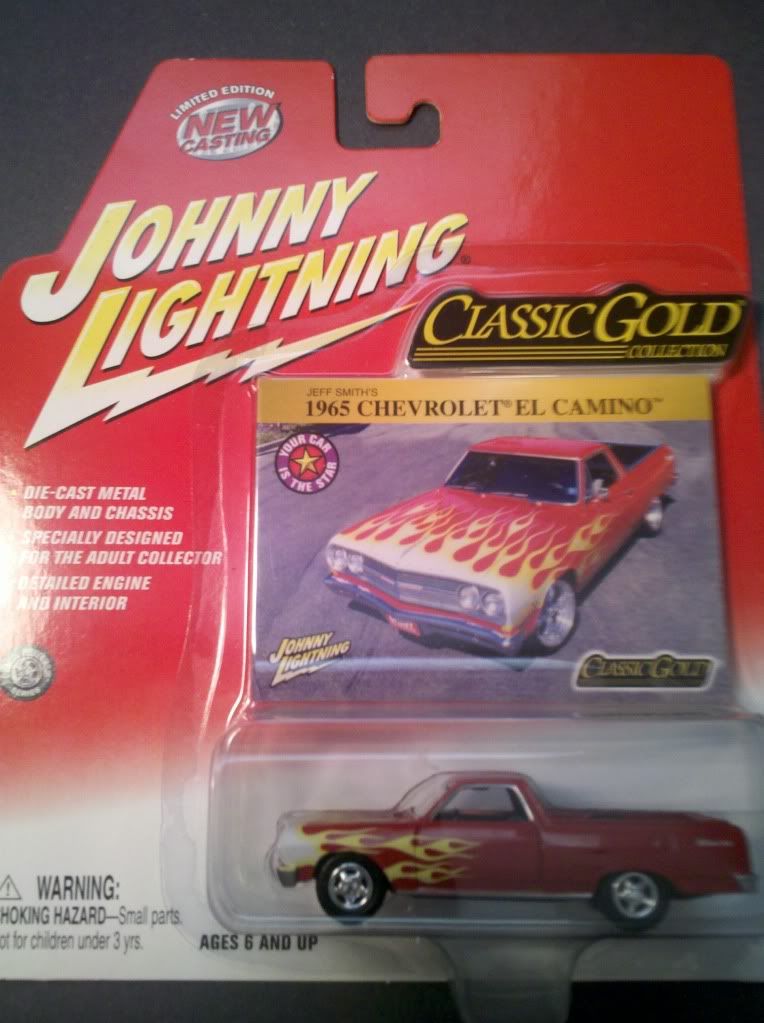 LIMITED EDITION
NEW
CASTING
JOHNNY
LIGHTNING®
CLASSIC GOLD
COLLECTION
JEFF SMITH'S
1965 CHEVROLET® EL CAMINO™
YOUR CAR
IS THE STAR
DIE-CAST METAL
BODY AND CHASSIS
SPECIALLY DESIGNED
FOR THE ADULT COLLECTOR
DETAILED ENGINE
AND INTERIOR
JOHNNY
LIGHTNING
CLASSIC GOLD
⚠ WARNING:
HOKING HAZARD—Small parts.
ot for children under 3 yrs.
AGES 6 AND UP